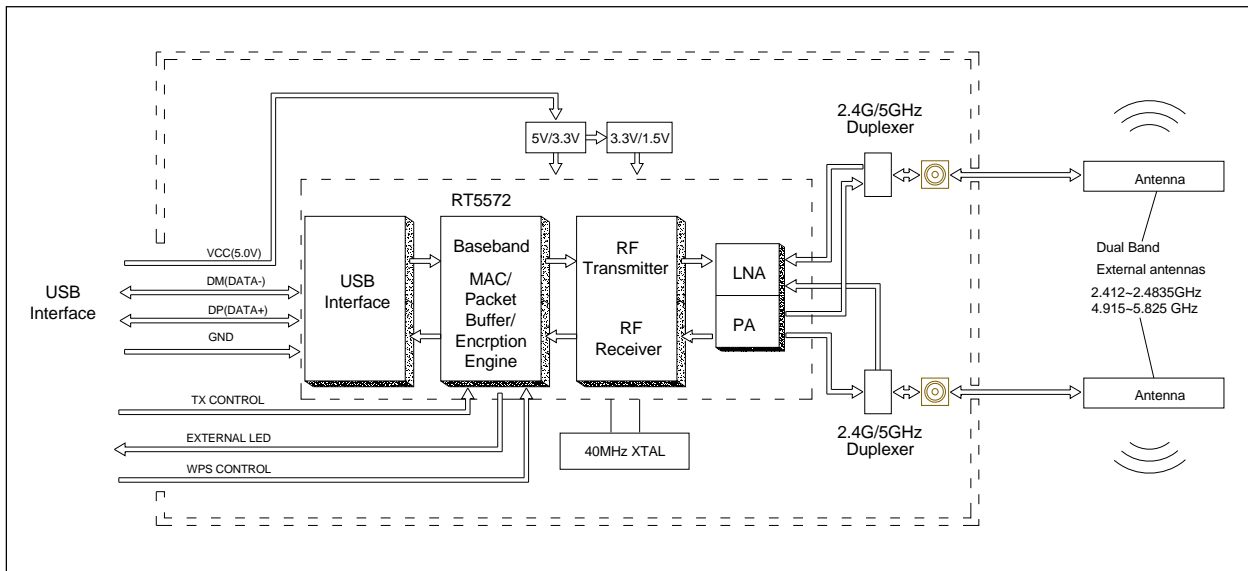 2.4G/5GHz
Duplexer
5V/3.3V
3.3V/1.5V
Antenna
RT5572
VCC(5.0V)
DM(DATA-)
DP(DATA+)
GND
USB
Interface
USB
Interface
Baseband
MAC/
Packet
Buffer/
Encrption
Engine
RF
Transmitter
RF
Receiver
LNA
PA
Dual Band
External antennas
2.412~2.4835GHz
4.915~5.825 GHz
Antenna
TX CONTROL
EXTERNAL LED
WPS CONTROL
40MHz XTAL
2.4G/5GHz
Duplexer